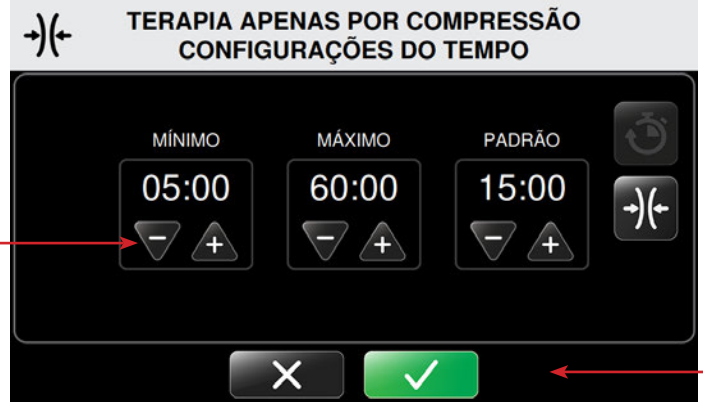 TERAPIA APENAS POR COMPRESSÃO
CONFIGURAÇÕES DO TEMPO
MÍNIMO MÁXIMO PADRÃO
05:00 60:00 15:00
- + - + - +